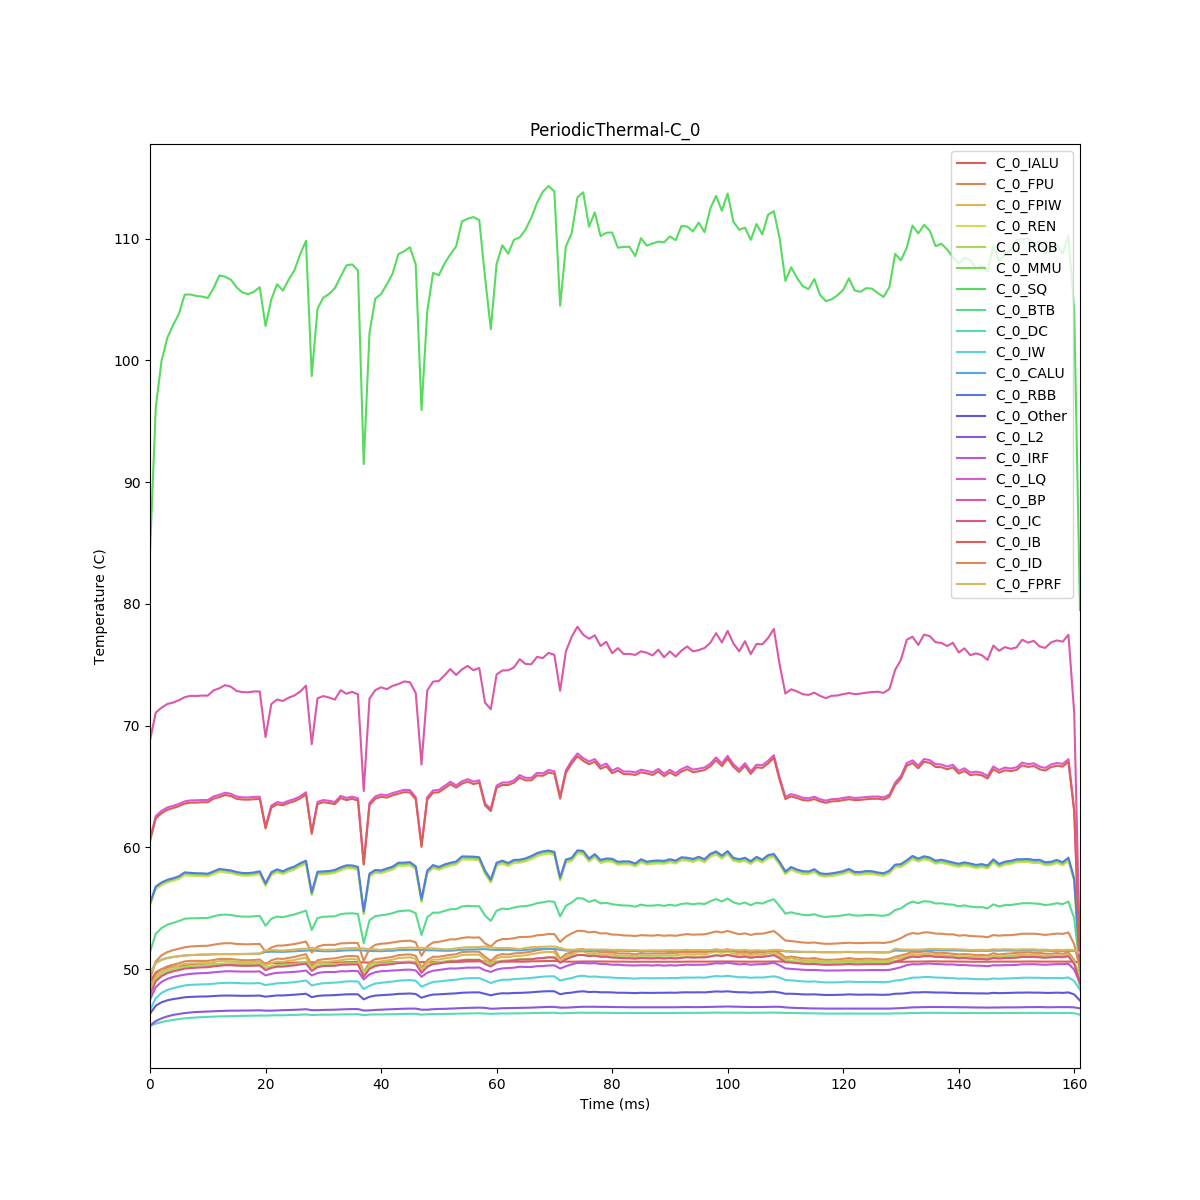 PeriodicThermal-C_0
C_0_IALU
C_0_FPU
C_0_FPIW
C_0_REN
C_0_ROB
C_0_MMU
C_0_SQ
C_0_BTB
C_0_DC
C_0_IW
C_0_CALU
C_0_RBB
C_0_Other
C_0_L2
C_0_IRF
C_0_LQ
C_0_BP
C_0_IC
C_0_IB
C_0_ID
C_0_FPRF
110
100
90
80
70
60
50
Temperature (C)
0 20 40 60 80 100 120 140 160
Time (ms)